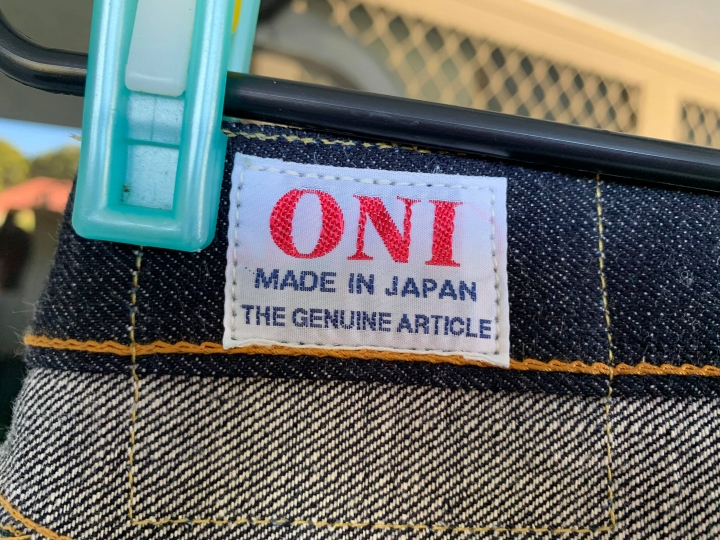 ONI
MADE IN JAPAN
THE GENUINE ARTICLE